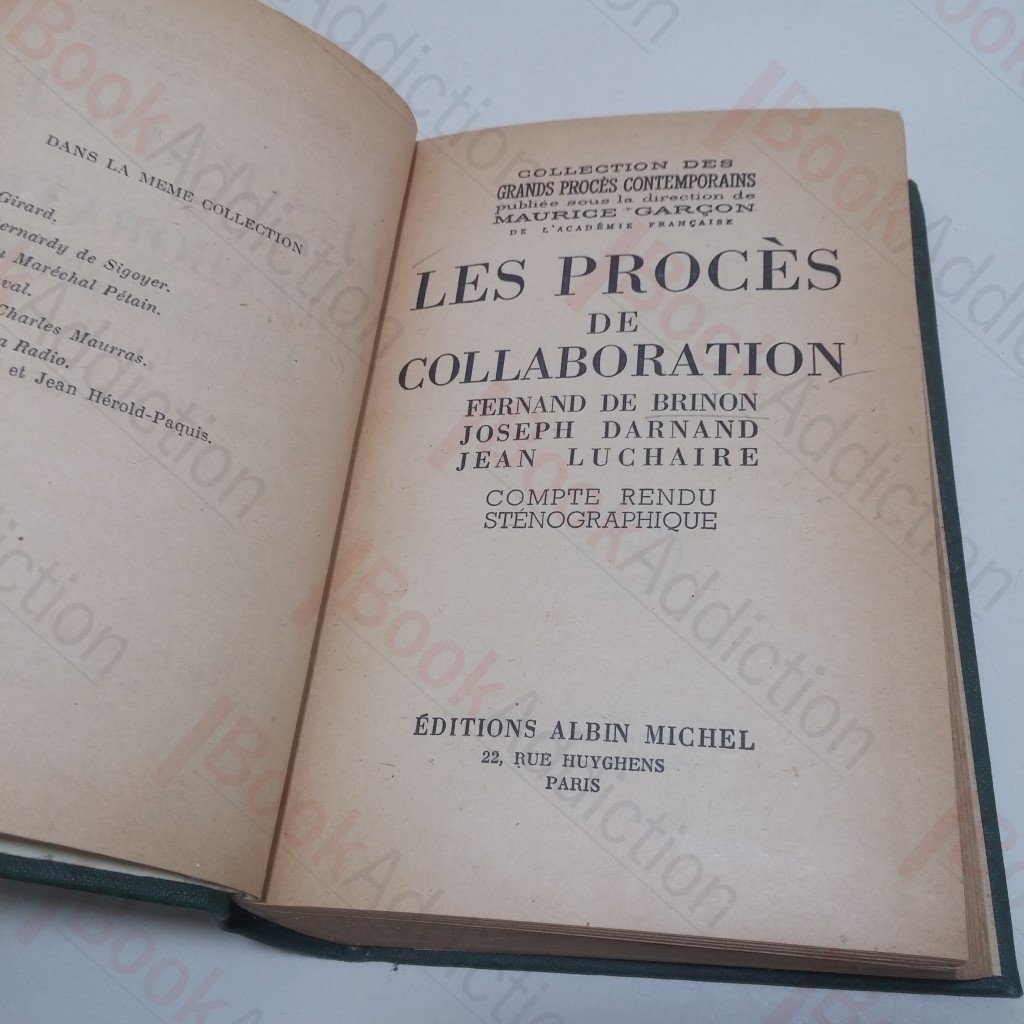 DANS LA MEME COLLECTION
Girard.
ernardy de Sigoyer.
u Maréchal Pétain.
val.
Charles Maurras.
a Radio.
et Jean Hérold-Paquis.
COLLECTION DES
GRANDS PROCÈS CONTEMPORAINS
publiée sous la direction de
MAURICE GARÇON
DE L'ACADÉMIE FRANÇAISE
LES PROCÈS
DE
COLLABORATION
FERNAND DE BRINON
JOSEPH DARNAND
JEAN LUCHAIRE
COMPTE RENDU
STÉNOGRAPHIQUE
ÉDITIONS ALBIN MICHEL
22, RUE HUYGHENS
PARIS
BookAddiction